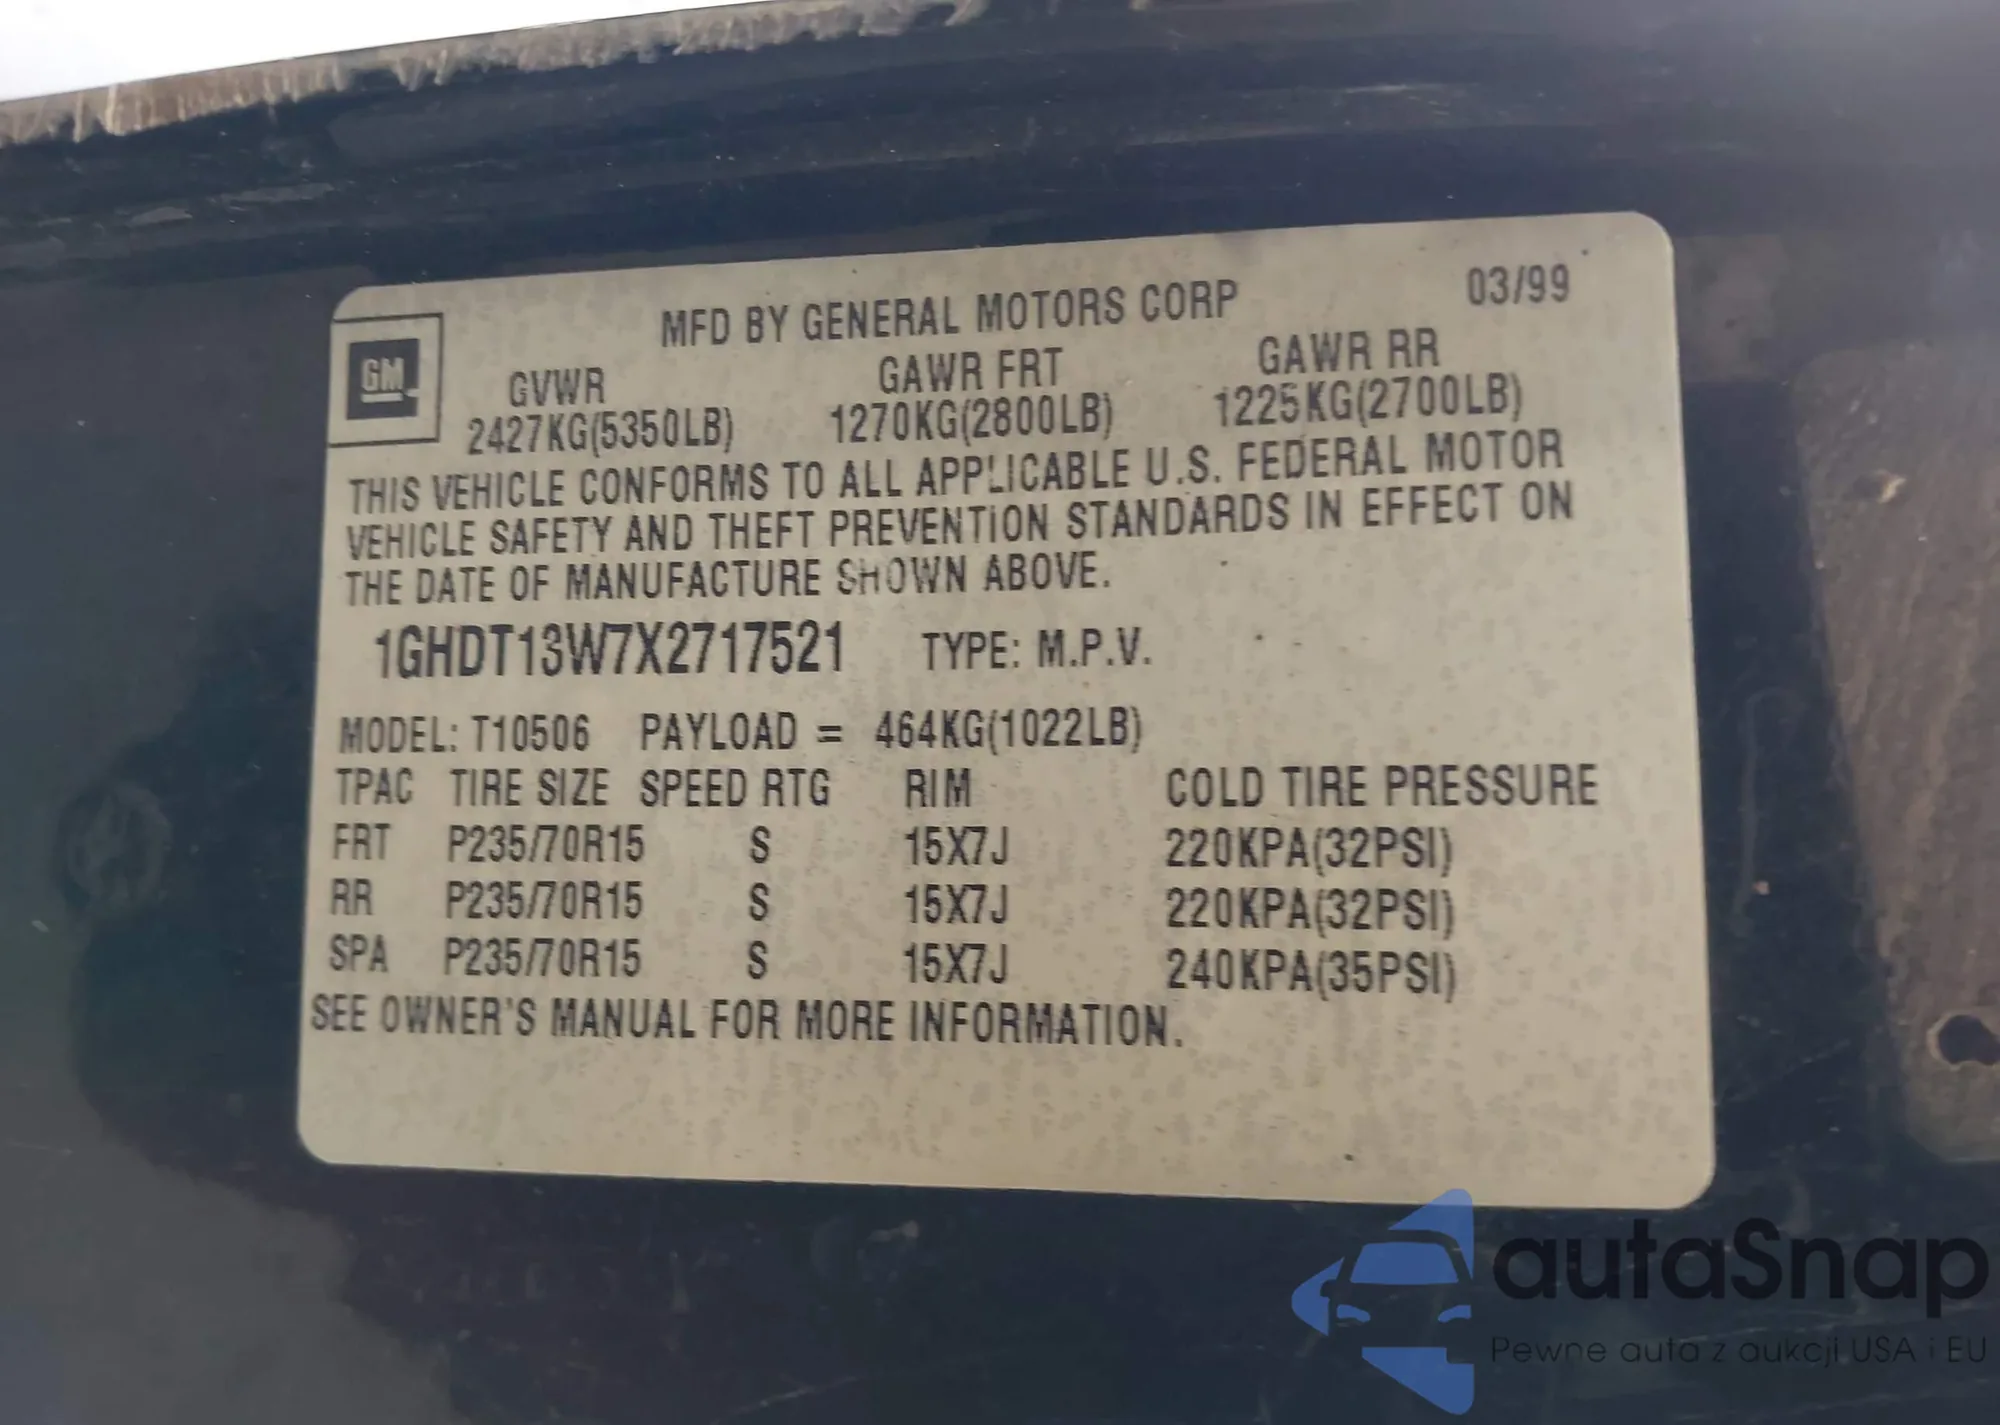 MFD BY GENERAL MOTORS CORP 03/99
GM
GVWR GAWR FRT GAWR RR
2427KG(5350LB) 1270KG(2800LB) 1225KG(2700LB)
THIS VEHICLE CONFORMS TO ALL APPLICABLE U.S. FEDERAL MOTOR
VEHICLE SAFETY AND THEFT PREVENTION STANDARDS IN EFFECT ON
THE DATE OF MANUFACTURE SHOWN ABOVE.
1GHDT13W7X2717521 TYPE: M.P.V.
MODEL: T10506 PAYLOAD = 464KG(1022LB)
TPAC TIRE SIZE SPEED RTG RIM COLD TIRE PRESSURE
FRT P235/70R15 S 15X7J 220KPA(32PSI)
RR P235/70R15 S 15X7J 220KPA(32PSI)
SPA P235/70R15 S 15X7J 240KPA(35PSI)
SEE OWNER'S MANUAL FOR MORE INFORMATION.
autaSnap
Pewne auta z aukcji USA i EU